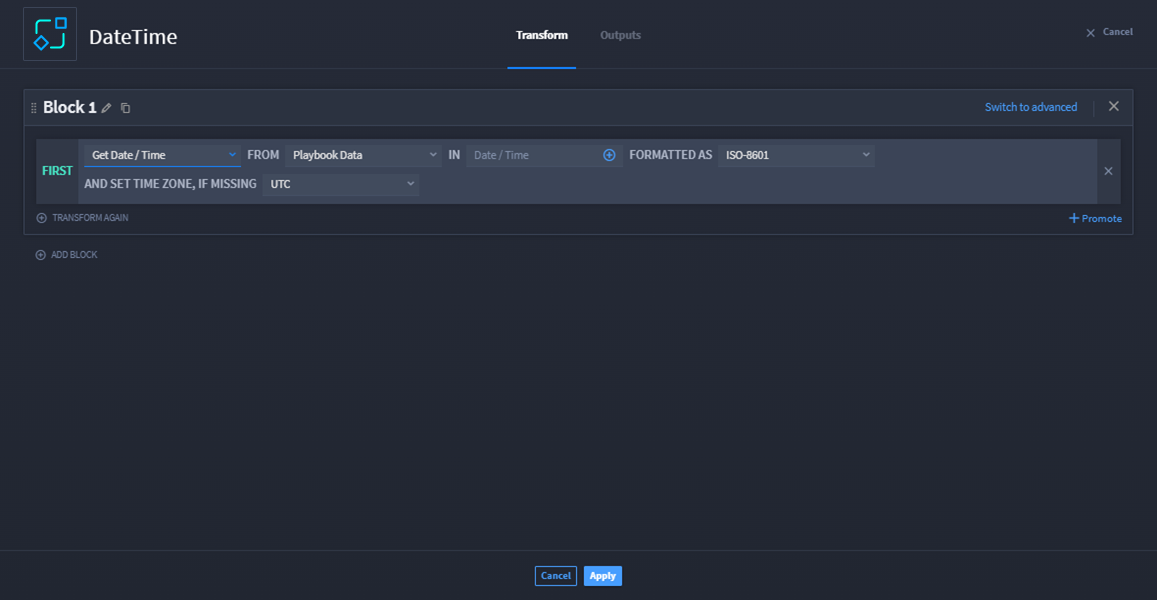 DateTime
Transform
Outputs
Cancel
Block 1
Switch to advanced
FIRST
Get Date / Time FROM Playbook Data IN Date / Time FORMATTED AS ISO-8601
AND SET TIME ZONE, IF MISSING UTC
TRANSFORM AGAIN
Promote
ADD BLOCK
Cancel
Apply